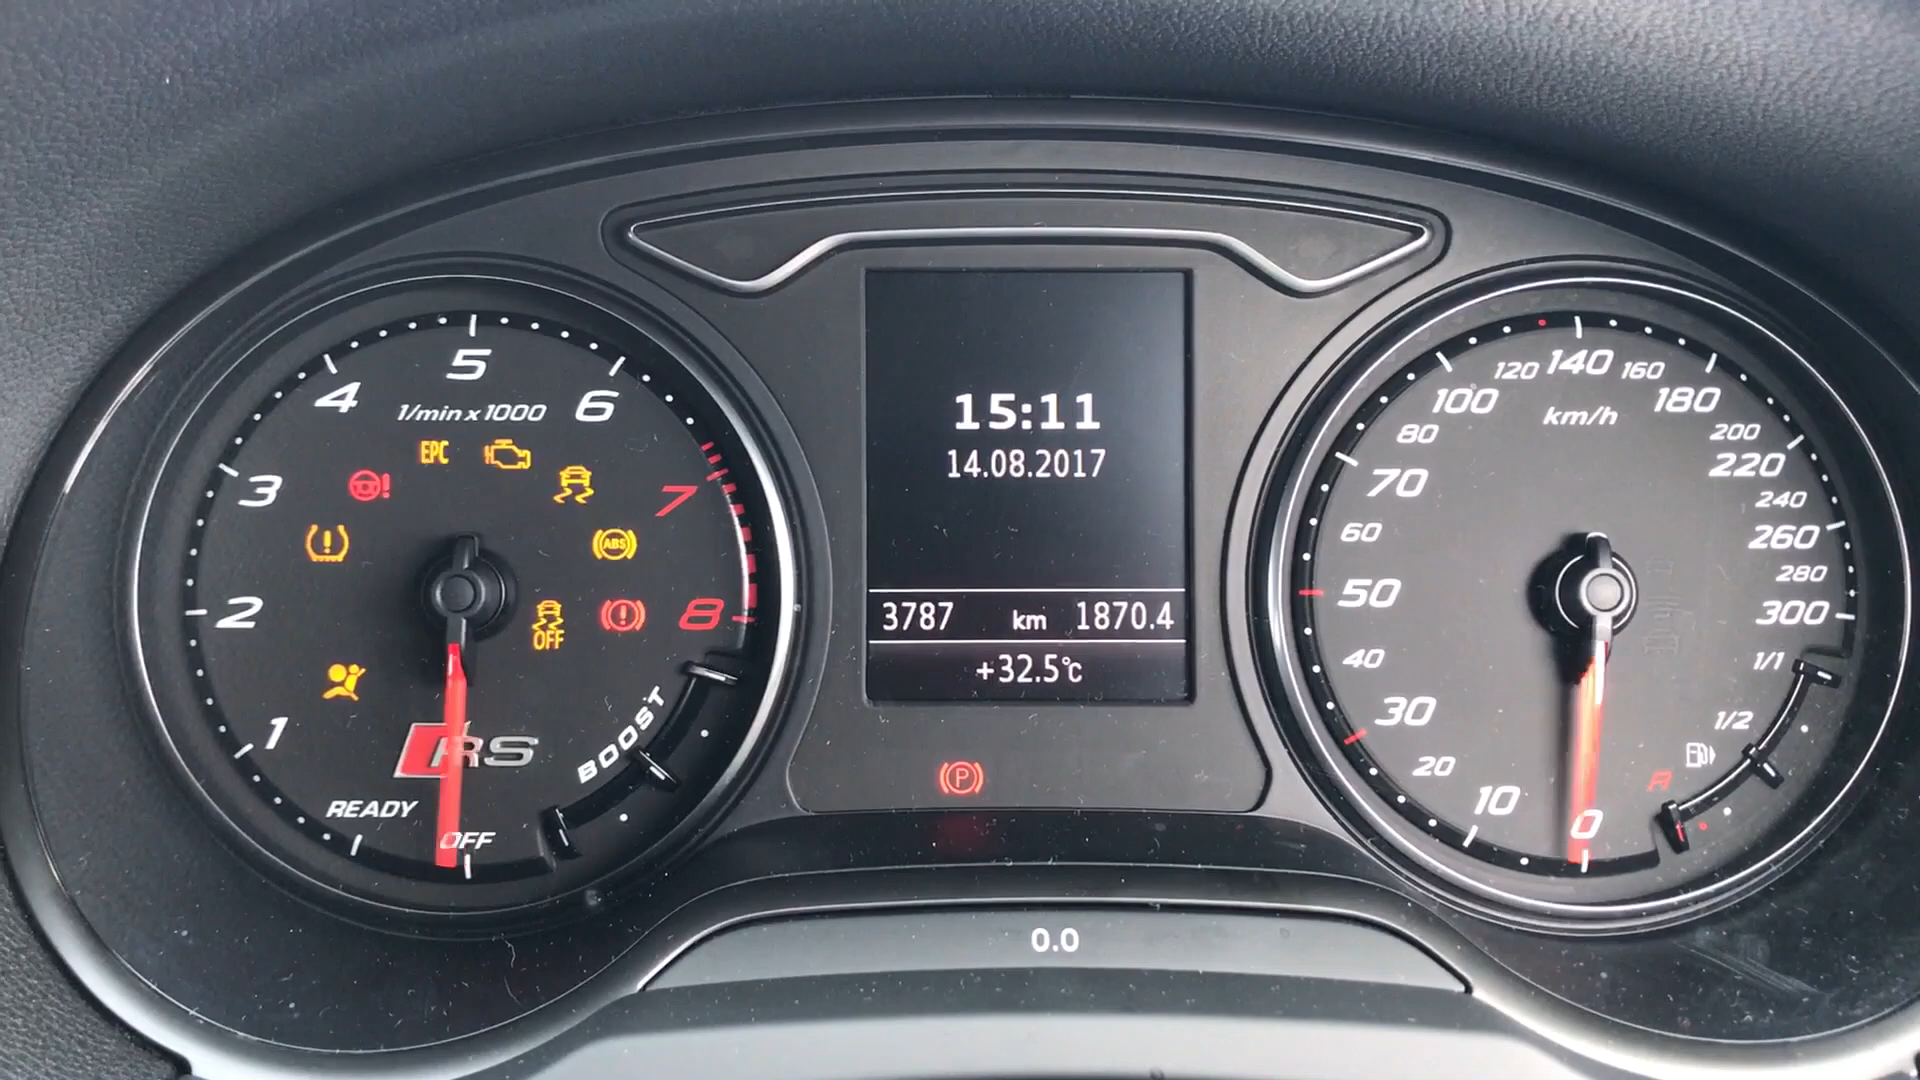 5
4
6
1/min x 1000
EPC
3
7
ABS
2
8
OFF
1
RS
BOOST
READY
OFF
15:11
14.08.2017
3787 km 1870.4
+32.5°C
P
120 140 160
100 180
km/h
80 200
70 220
240
60 260
280
50 300
40 1/1
30 1/2
20 R
10
0
0.0